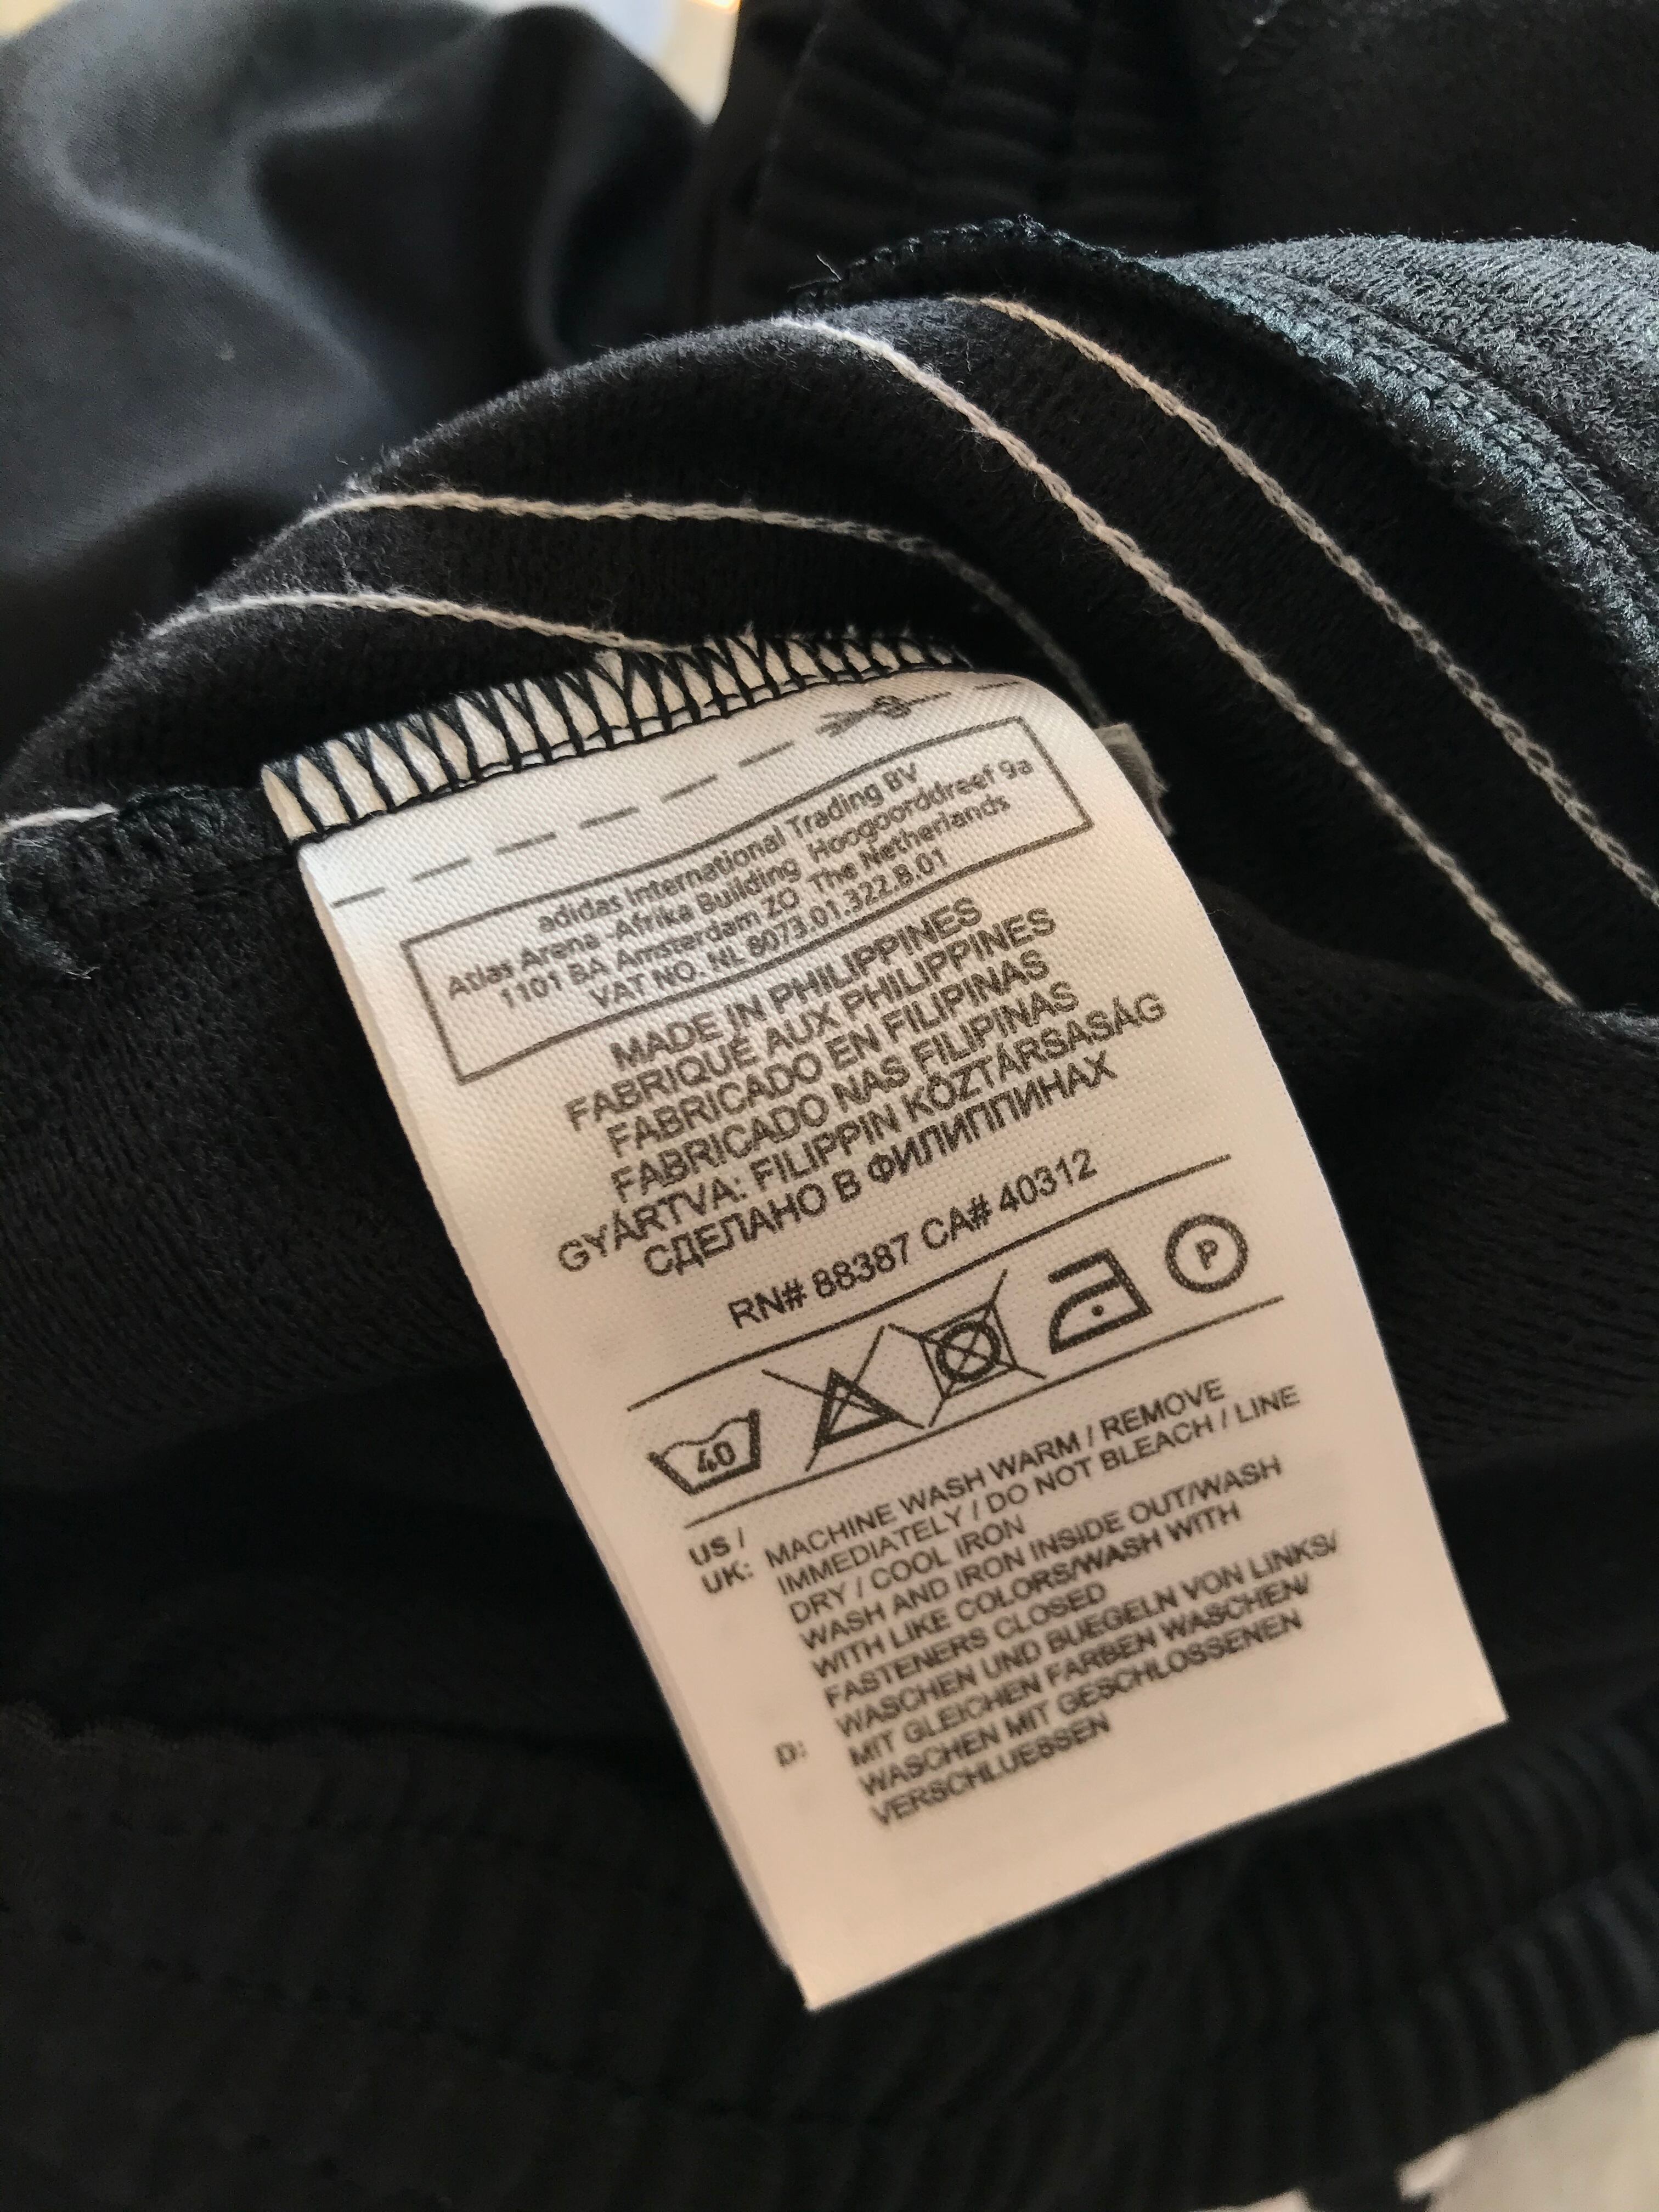 adidas International Trading BV
Atlas Arena -Afrika Building Hoogoorddreef 9a
1101 BA Amsterdam ZO The Netherlands
VAT NO. NL 8073.01.322.B.01
MADE IN PHILIPPINES
FABRIQUÉ AUX PHILIPPINES
FABRICADO EN FILIPINAS
FABRICADO NAS FILIPINAS
GYÁRTVA: FILIPPIN KÖZTÁRSASÁG
СДЕЛАНО В ФИЛИППИНАХ
RN# 88387 CA# 40312
40
P
US / UK: MACHINE WASH WARM / REMOVE
IMMEDIATELY / DO NOT BLEACH / LINE
DRY / COOL IRON
WASH AND IRON INSIDE OUT/WASH
WITH LIKE COLORS/WASH WITH
FASTENERS CLOSED
D: WASCHEN UND BUEGELN VON LINKS/
MIT GLEICHEN FARBEN WASCHEN/
WASCHEN MIT GESCHLOSSENEN
VERSCHLUESSEN